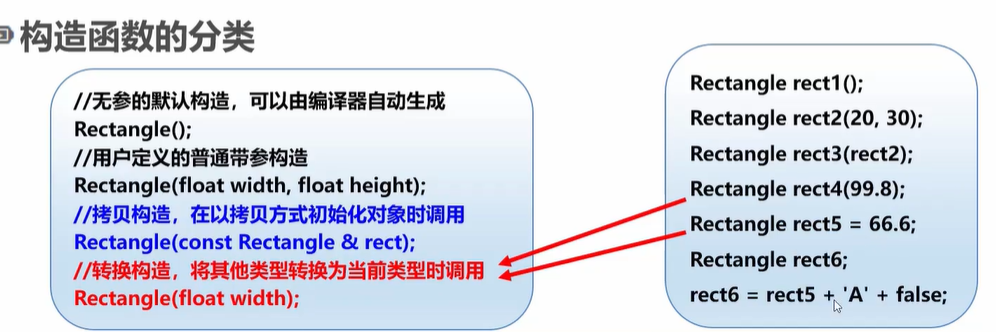 构造函数的分类
//无参的默认构造，可以由编译器自动生成
Rectangle();
//用户定义的普通带参构造
Rectangle(float width, float height);
//拷贝构造，在以拷贝方式初始化对象时调用
Rectangle(const Rectangle & rect);
//转换构造，将其他类型转换为当前类型时调用
Rectangle(float width);
Rectangle rect1();
Rectangle rect2(20, 30);
Rectangle rect3(rect2);
Rectangle rect4(99.8);
Rectangle rect5 = 66.6;
Rectangle rect6;
rect6 = rect5 + 'A' + false;